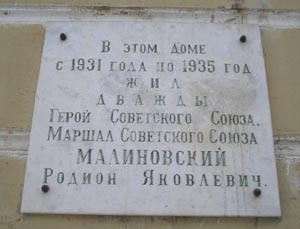 В ЭТОМ ДОМЕ
С 1931 ГОДА ПО 1935 ГОД
ЖИЛ
ДВАЖДЫ
ГЕРОЙ СОВЕТСКОГО СОЮЗА,
МАРШАЛ СОВЕТСКОГО СОЮЗА
МАЛИНОВСКИЙ
РОДИОН ЯКОВЛЕВИЧ.